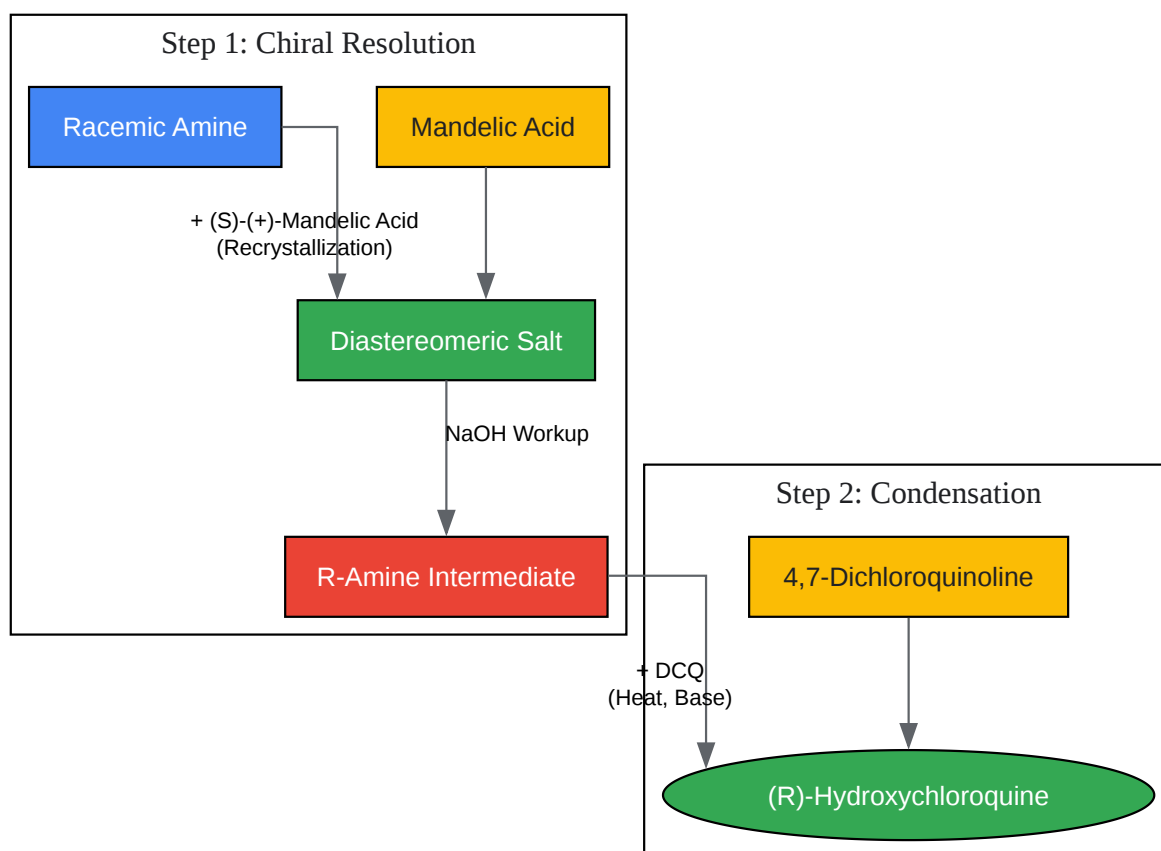 Step 1: Chiral Resolution
Racemic Amine
Mandelic Acid
+ (S)-(+)-Mandelic Acid
(Recrystallization)
Diastereomeric Salt
NaOH Workup
R-Amine Intermediate
Step 2: Condensation
4,7-Dichloroquinoline
+ DCQ
(Heat, Base)
(R)-Hydroxychloroquine